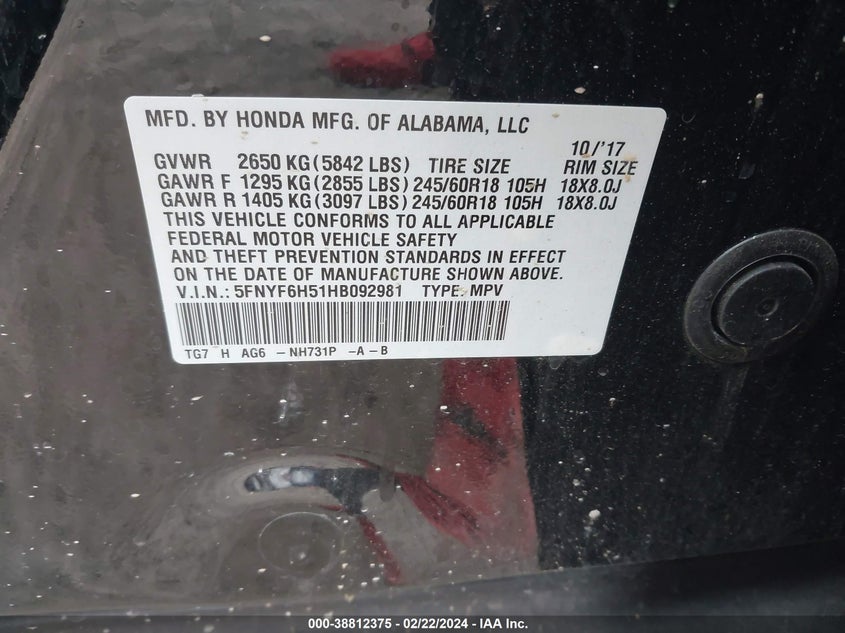 MFD. BY HONDA MFG. OF ALABAMA, LLC
10/'17
GVWR 2650 KG (5842 LBS) TIRE SIZE RIM SIZE
GAWR F 1295 KG (2855 LBS) 245/60R18 105H 18X8.0J
GAWR R 1405 KG (3097 LBS) 245/60R18 105H 18X8.0J
THIS VEHICLE CONFORMS TO ALL APPLICABLE
FEDERAL MOTOR VEHICLE SAFETY
AND THEFT PREVENTION STANDARDS IN EFFECT
ON THE DATE OF MANUFACTURE SHOWN ABOVE.
V.I.N.: 5FNYF6H51HB092981 TYPE: MPV
TG7 H AG6 - NH731P -A-B
000-38812375 - 02/22/2024 - IAA Inc.